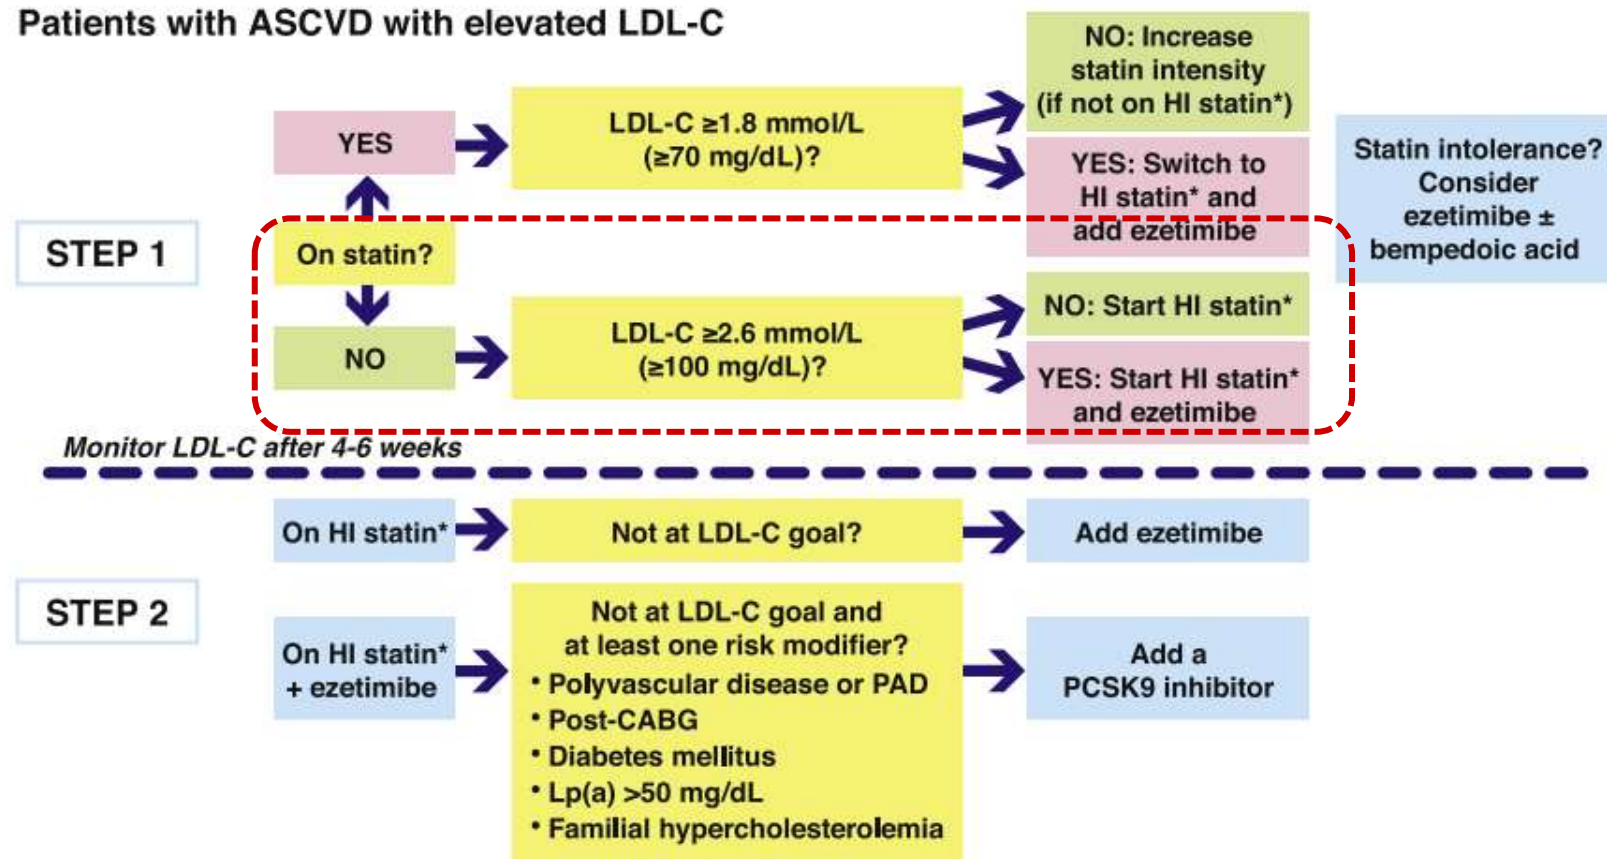 Patients with ASCVD with elevated LDL-C
STEP 1
On statin?
YES
LDL-C ≥1.8 mmol/L
(≥70 mg/dL)?
NO: Increase
statin intensity
(if not on HI statin*)
YES: Switch to
HI statin* and
add ezetimibe
NO
LDL-C ≥2.6 mmol/L
(≥100 mg/dL)?
NO: Start HI statin*
YES: Start HI statin*
and ezetimibe
Statin intolerance?
Consider
ezetimibe ±
bempedoic acid
Monitor LDL-C after 4-6 weeks
STEP 2
On HI statin*
Not at LDL-C goal?
Add ezetimibe
On HI statin*
+ ezetimibe
Not at LDL-C goal and
at least one risk modifier?
• Polyvascular disease or PAD
• Post-CABG
• Diabetes mellitus
• Lp(a) >50 mg/dL
• Familial hypercholesterolemia
Add a
PCSK9 inhibitor